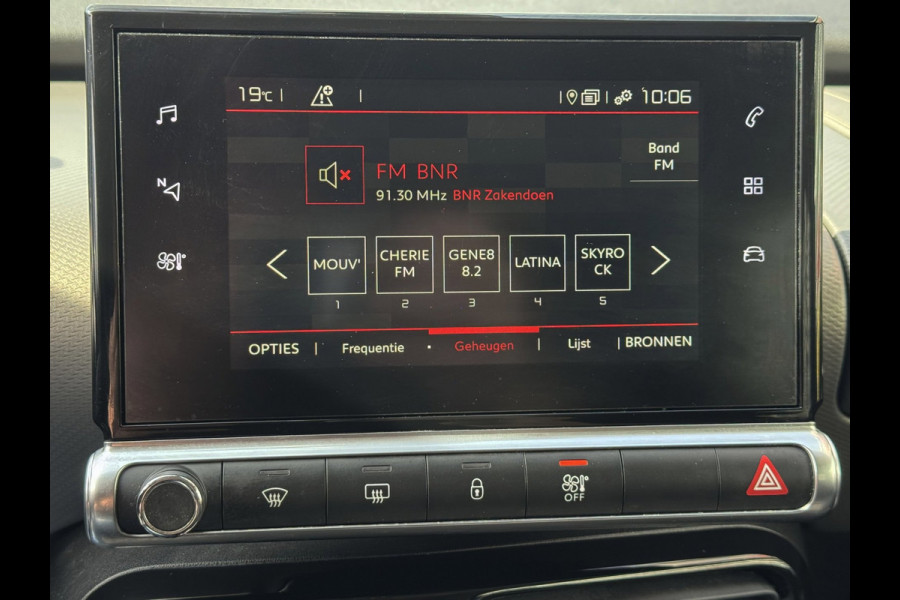 19°C
10:06
N
Band
FM
FM BNR
91.30 MHz BNR Zakendoen
MOUV'
CHERIE
FM
GENE8
8.2
LATINA
SKYRO
CK
1 2 3 4 5
OPTIES | Frequentie • Geheugen | Lijst | BRONNEN
OFF